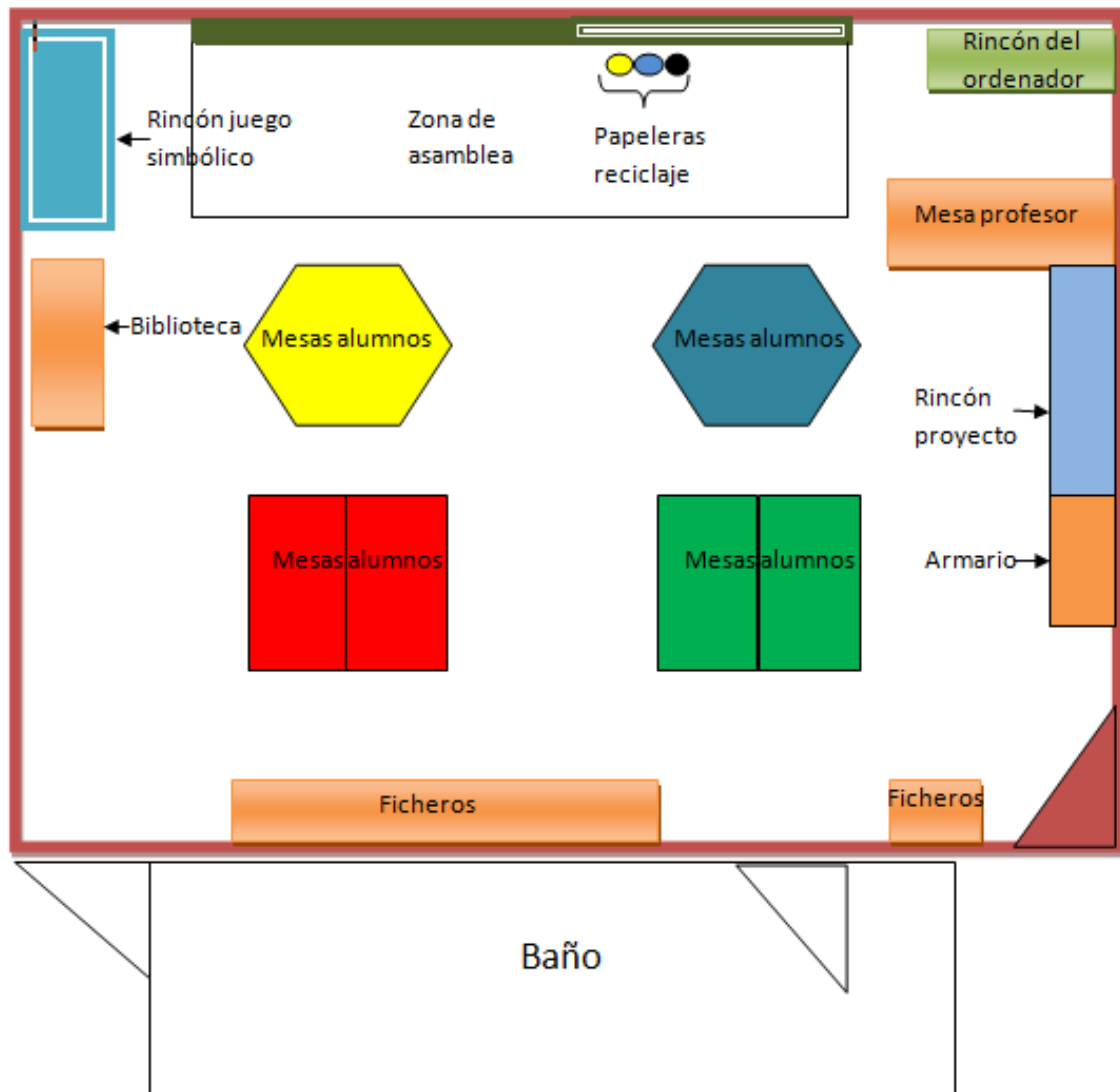 Rincón del
ordenador
Rincón juego
simbólico
Zona de
asamblea
Papeleras
reciclaje
Mesa profesor
Biblioteca
Mesas alumnos
Mesas alumnos
Rincón
proyecto
Mesas alumnos
Mesas alumnos
Armario
Ficheros
Ficheros
Baño